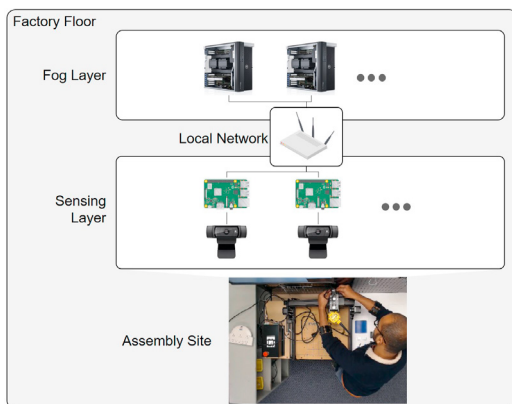 Factory Floor
Fog Layer
Local Network
Sensing
Layer
Assembly Site